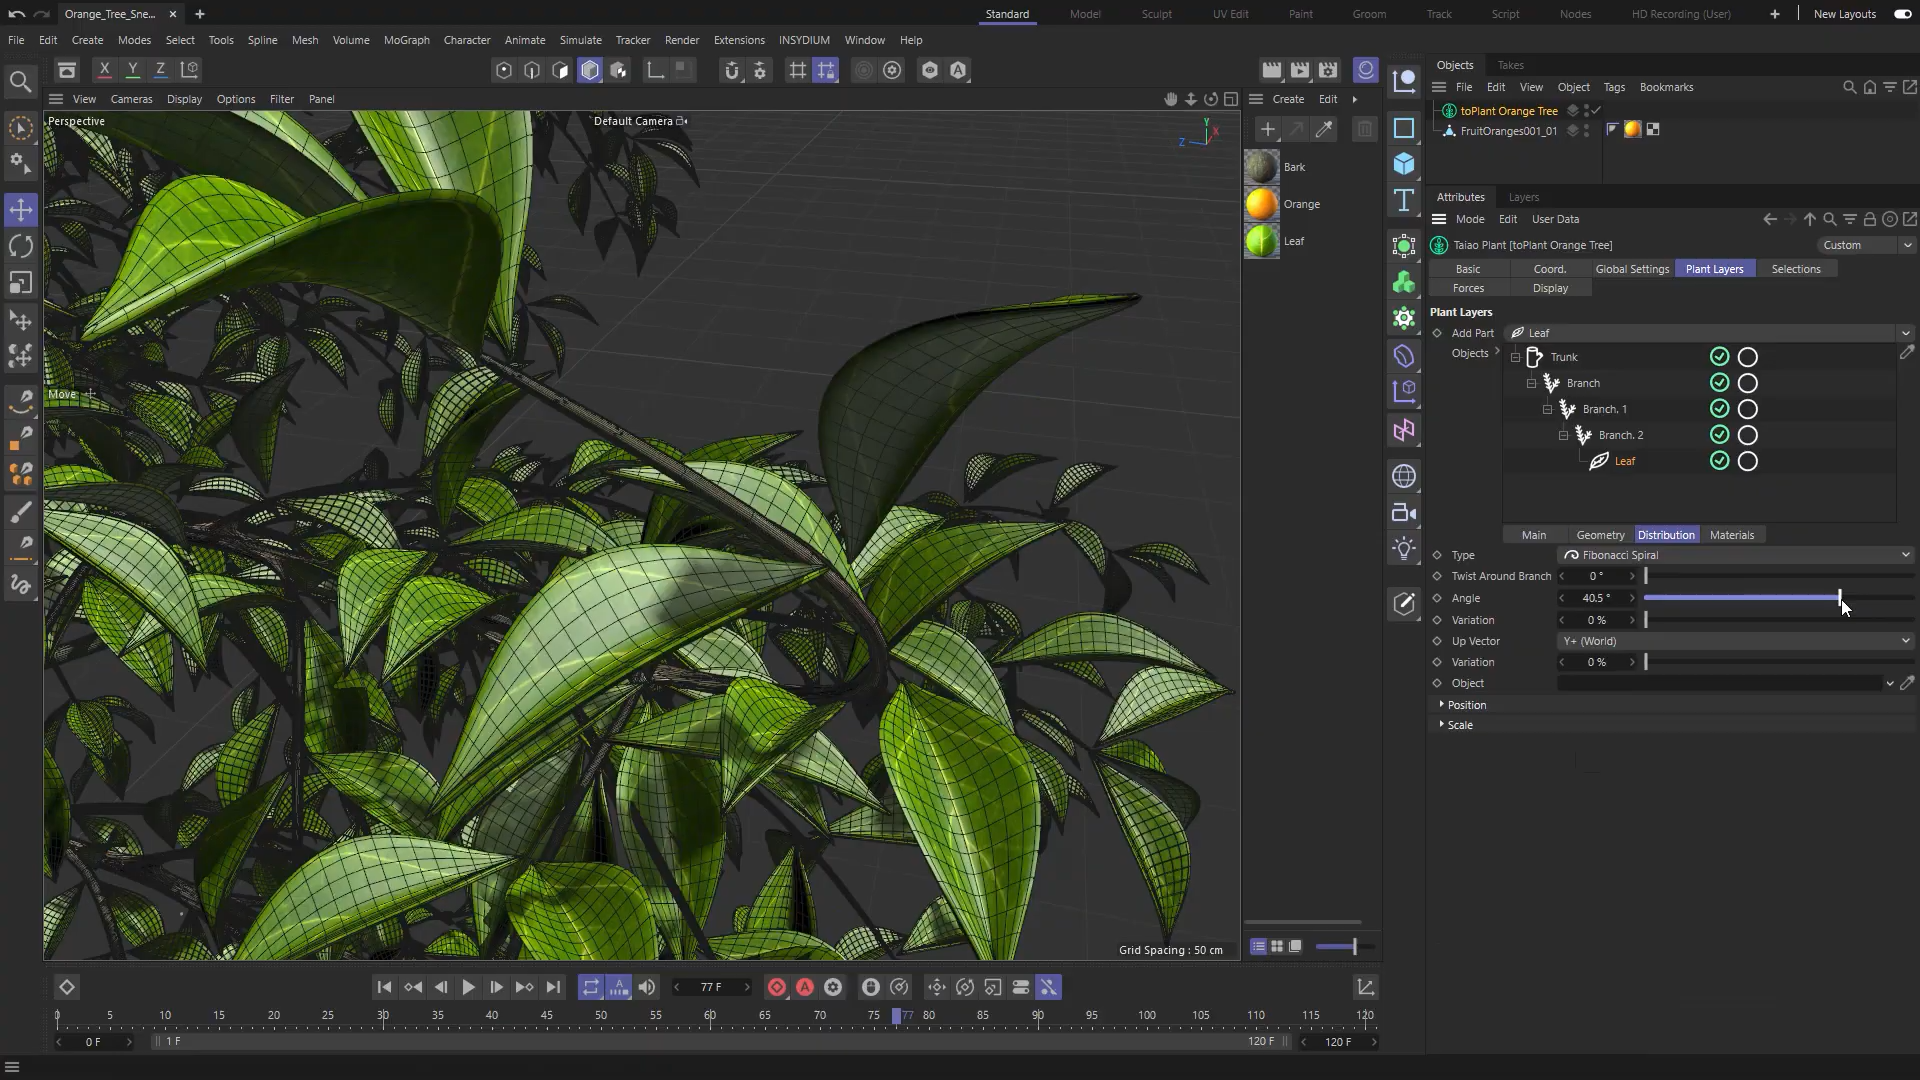 Orange_Tree_Sne...
Standard Model Sculpt UV Edit Paint Groom Track Script Nodes HD Recording (User) New Layouts
File Edit Create Modes Select Tools Spline Mesh Volume MoGraph Character Animate Simulate Tracker Render Extensions INSYDIUM Window Help
X Y Z
View Cameras Display Options Filter Panel
Perspective
Default Camera
Y
X
Z
Move
Grid Spacing : 50 cm
Create Edit
Bark
Orange
Leaf
Objects Takes
File Edit View Object Tags Bookmarks
toPlant Orange Tree
FruitOranges001_01
Attributes Layers
Mode Edit User Data
Taiao Plant [toPlant Orange Tree] Custom
Basic Coord. Global Settings Plant Layers Selections
Forces Display
Plant Layers
Add Part Leaf
Objects
Trunk
Branch
Branch. 1
Branch. 2
Leaf
Main Geometry Distribution Materials
Type Fibonacci Spiral
Twist Around Branch 0 °
Angle 40.5 °
Variation 0 %
Up Vector Y+ (World)
Variation 0 %
Object
Position
Scale
77 F
0 5 10 15 20 25 30 35 40 45 50 55 60 65 70 75 77 80 85 90 95 100 105 110 115 120
0 F 1 F 120 F 120 F